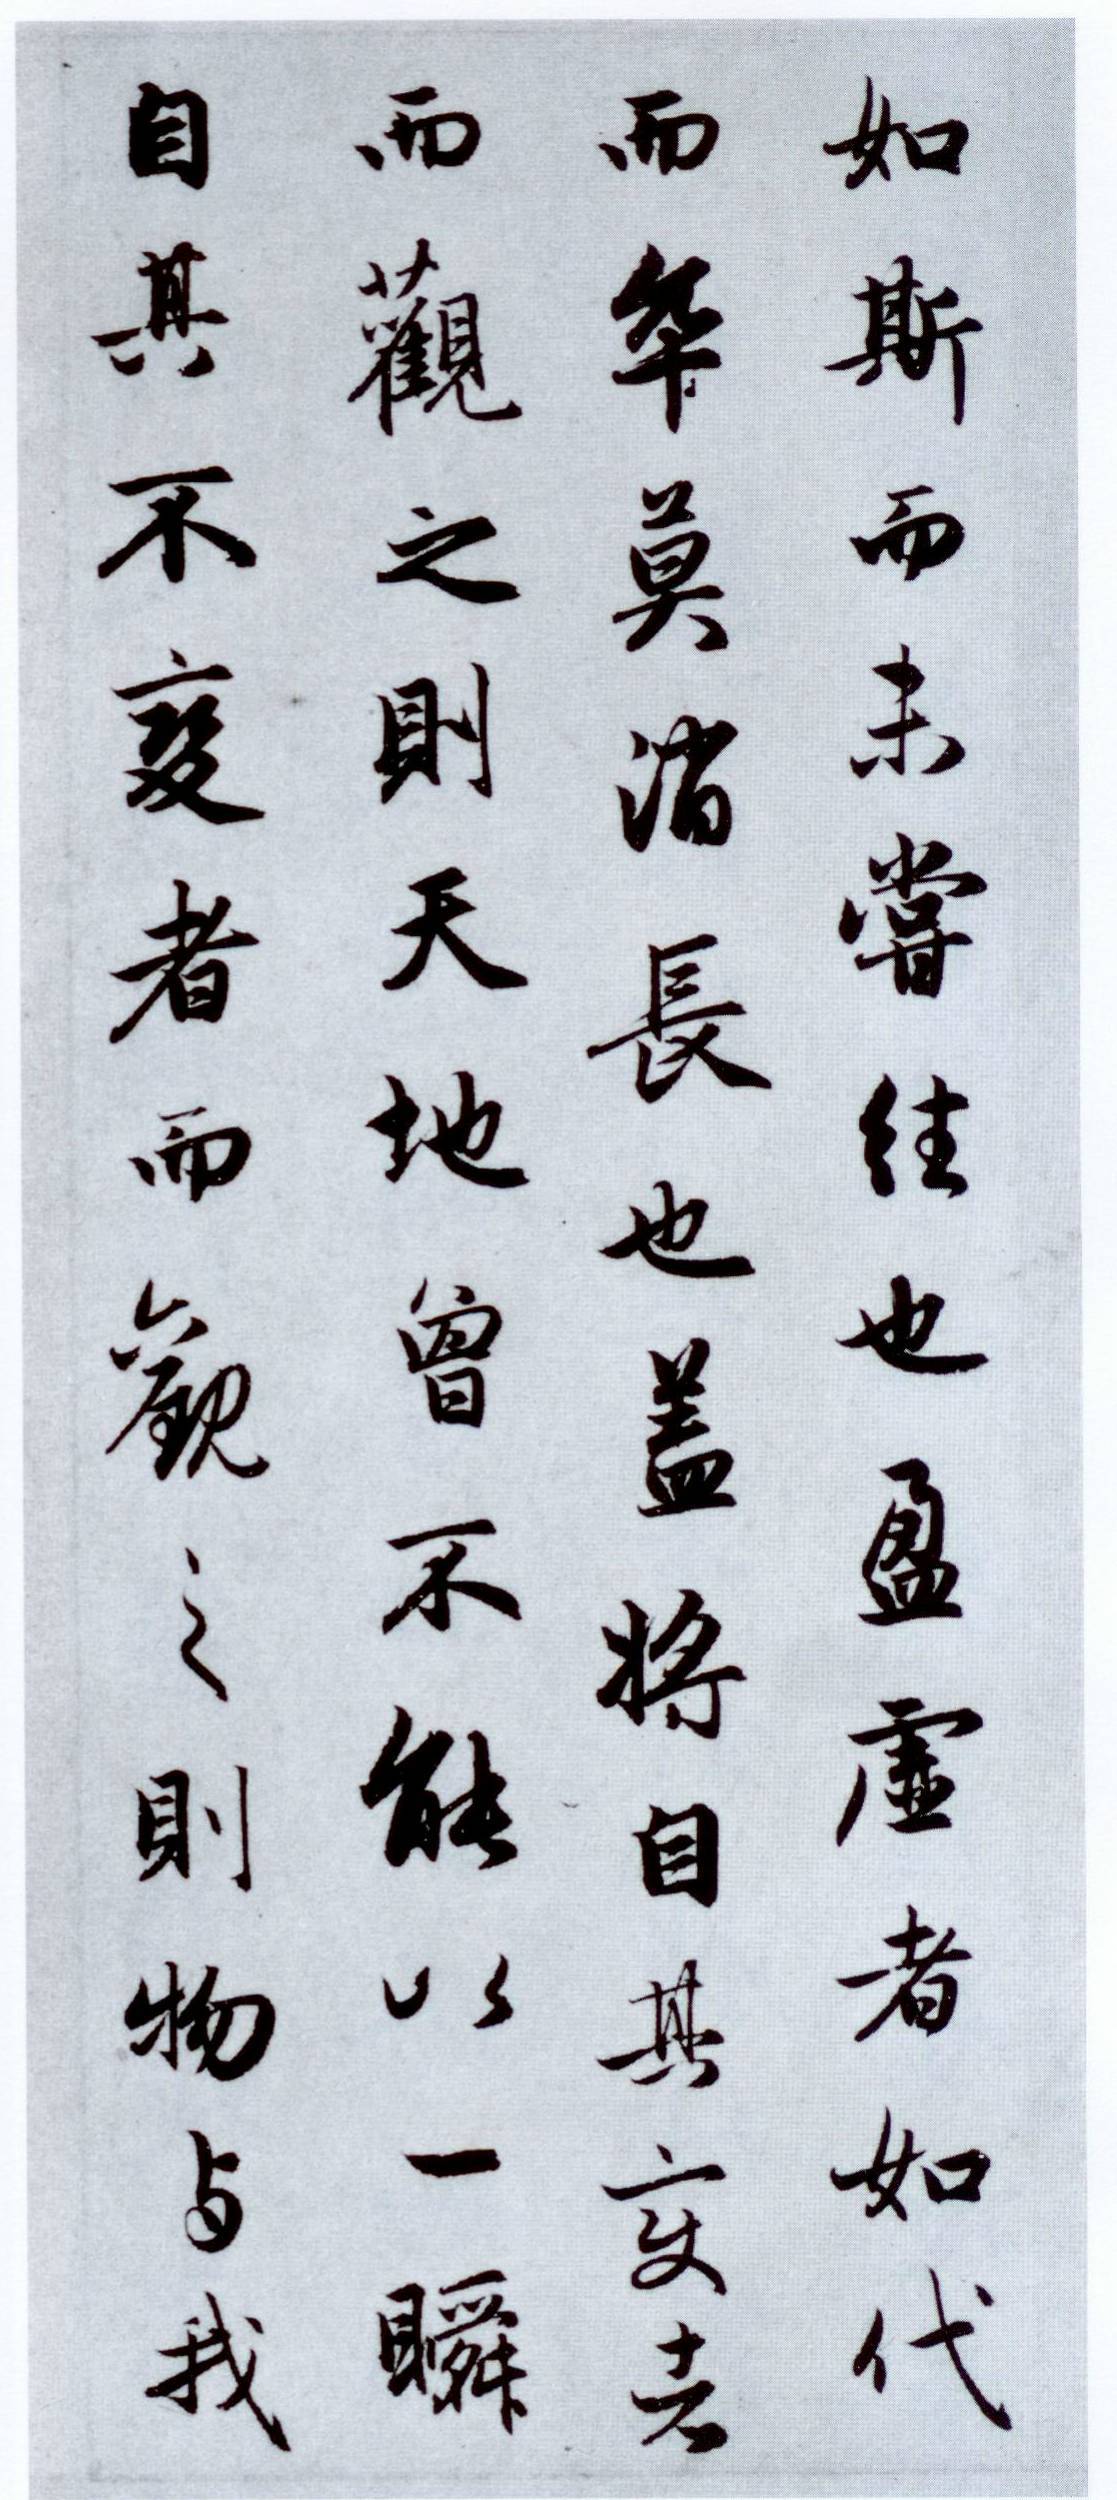 如斯而未嘗往也盈虛者如代
而卒莫消長也蓋將自其變者
而觀之則天地曾不能以一瞬
自其不變者而觀之則物与我